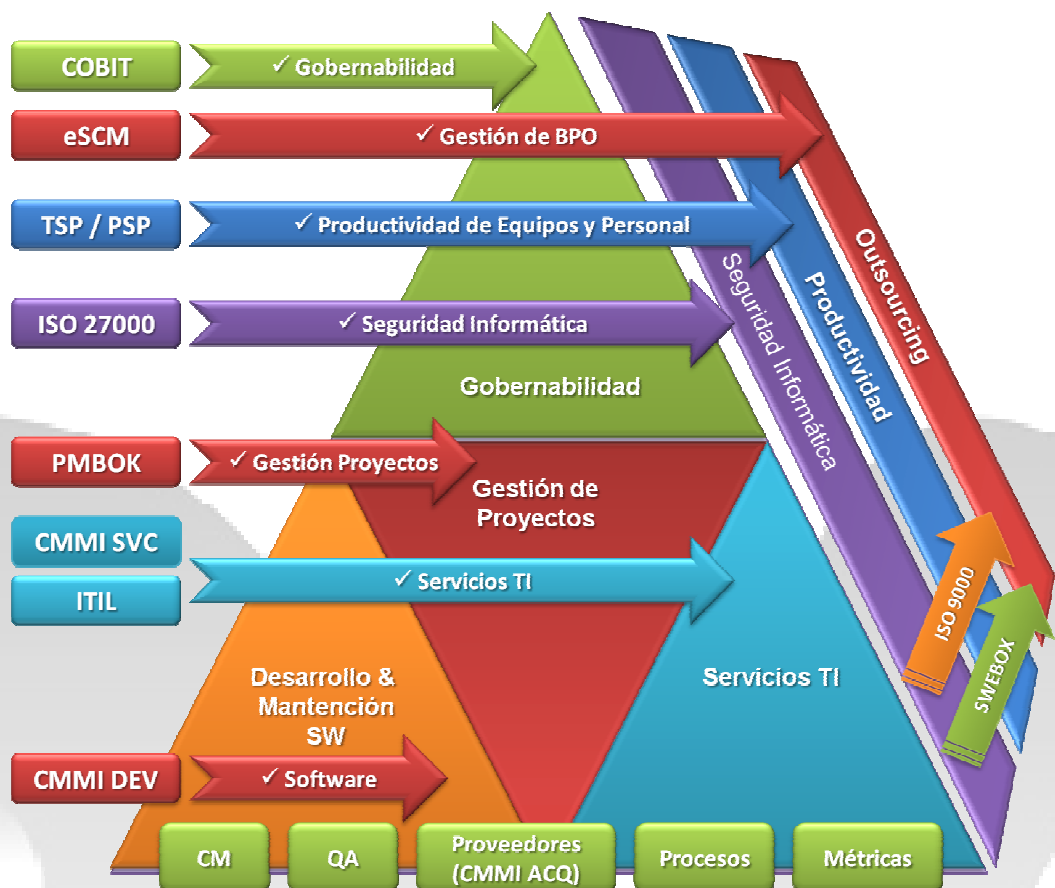 COBIT
✓ Gobernabilidad
eSCM
✓ Gestión de BPO
TSP / PSP
✓ Productividad de Equipos y Personal
ISO 27000
✓ Seguridad Informática
Gobernabilidad
Seguridad Informática
Productividad
Outsourcing
PMBOK
✓ Gestión Proyectos
Gestión de
Proyectos
CMMI SVC
ITIL
✓ Servicios TI
ISO 9000
SWEBOX
Desarrollo &
Mantención
SW
Servicios TI
CMMI DEV
✓ Software
CM
QA
Proveedores
(CMMI ACQ)
Procesos
Métricas